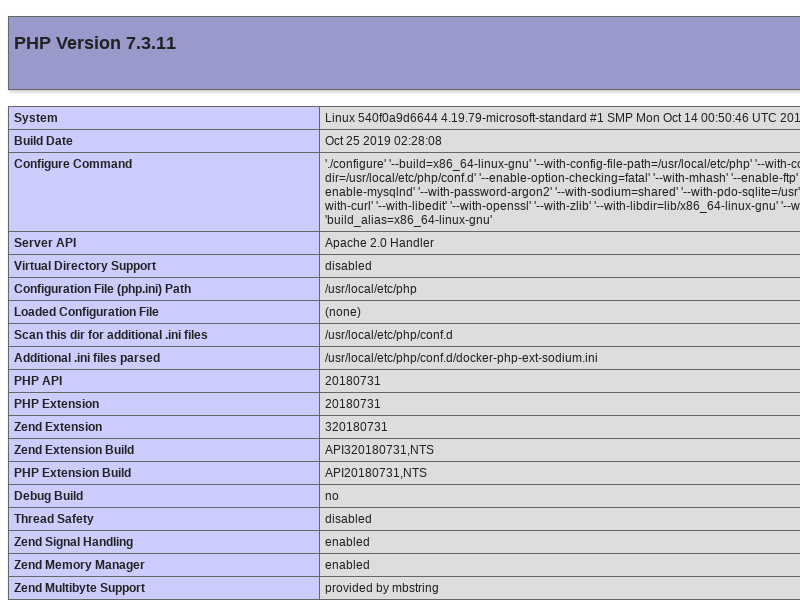 PHP Version 7.3.11
System Linux 540f0a9d6644 4.19.79-microsoft-standard #1 SMP Mon Oct 14 00:50:46 UTC 201
Build Date Oct 25 2019 02:28:08
Configure Command './configure' '--build=x86_64-linux-gnu' '--with-config-file-path=/usr/local/etc/php' '--with-co
dir=/usr/local/etc/php/conf.d' '--enable-option-checking=fatal' '--with-mhash' '--enable-ftp'
enable-mysqlnd' '--with-password-argon2' '--with-sodium=shared' '--with-pdo-sqlite=/usr'
with-curl' '--with-libedit' '--with-openssl' '--with-zlib' '--with-libdir=lib/x86_64-linux-gnu' '--w
'build_alias=x86_64-linux-gnu'
Server API Apache 2.0 Handler
Virtual Directory Support disabled
Configuration File (php.ini) Path /usr/local/etc/php
Loaded Configuration File (none)
Scan this dir for additional .ini files /usr/local/etc/php/conf.d
Additional .ini files parsed /usr/local/etc/php/conf.d/docker-php-ext-sodium.ini
PHP API 20180731
PHP Extension 20180731
Zend Extension 320180731
Zend Extension Build API320180731,NTS
PHP Extension Build API20180731,NTS
Debug Build no
Thread Safety disabled
Zend Signal Handling enabled
Zend Memory Manager enabled
Zend Multibyte Support provided by mbstring